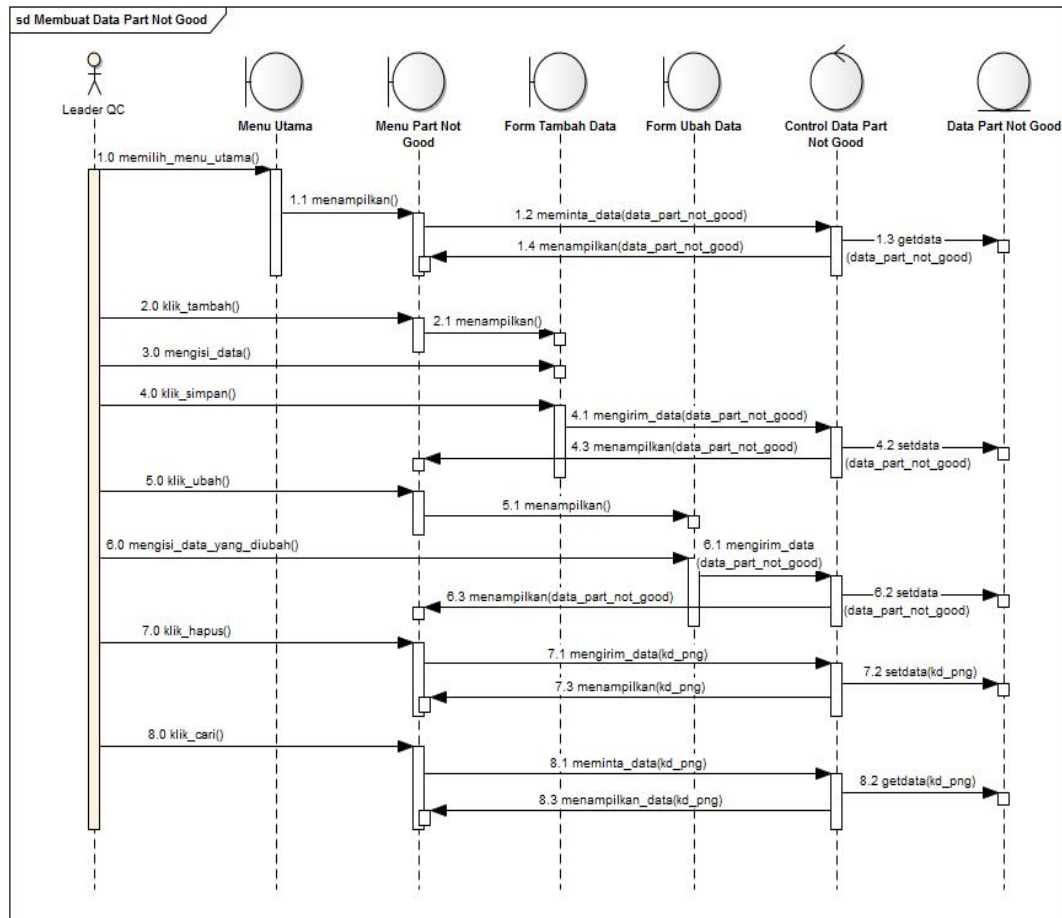 sd Membuat Data Part Not Good
Leader QC
Menu Utama
Menu Part Not
Good
Form Tambah Data
Form Ubah Data
Control Data Part
Not Good
Data Part Not Good
1.0 memilih_menu_utama()
1.1 menampilkan()
1.2 meminta_data(data_part_not_good)
1.3 getdata
(data_part_not_good)
1.4 menampilkan(data_part_not_good)
2.0 klik_tambah()
2.1 menampilkan()
3.0 mengisi_data()
4.0 klik_simpan()
4.1 mengirim_data(data_part_not_good)
4.2 setdata
(data_part_not_good)
4.3 menampilkan(data_part_not_good)
5.0 klik_ubah()
5.1 menampilkan()
6.0 mengisi_data_yang_diubah()
6.1 mengirim_data
(data_part_not_good)
6.2 setdata
(data_part_not_good)
6.3 menampilkan(data_part_not_good)
7.0 klik_hapus()
7.1 mengirim_data(kd_png)
7.2 setdata(kd_png)
7.3 menampilkan(kd_png)
8.0 klik_cari()
8.1 meminta_data(kd_png)
8.2 getdata(kd_png)
8.3 menampilkan_data(kd_png)